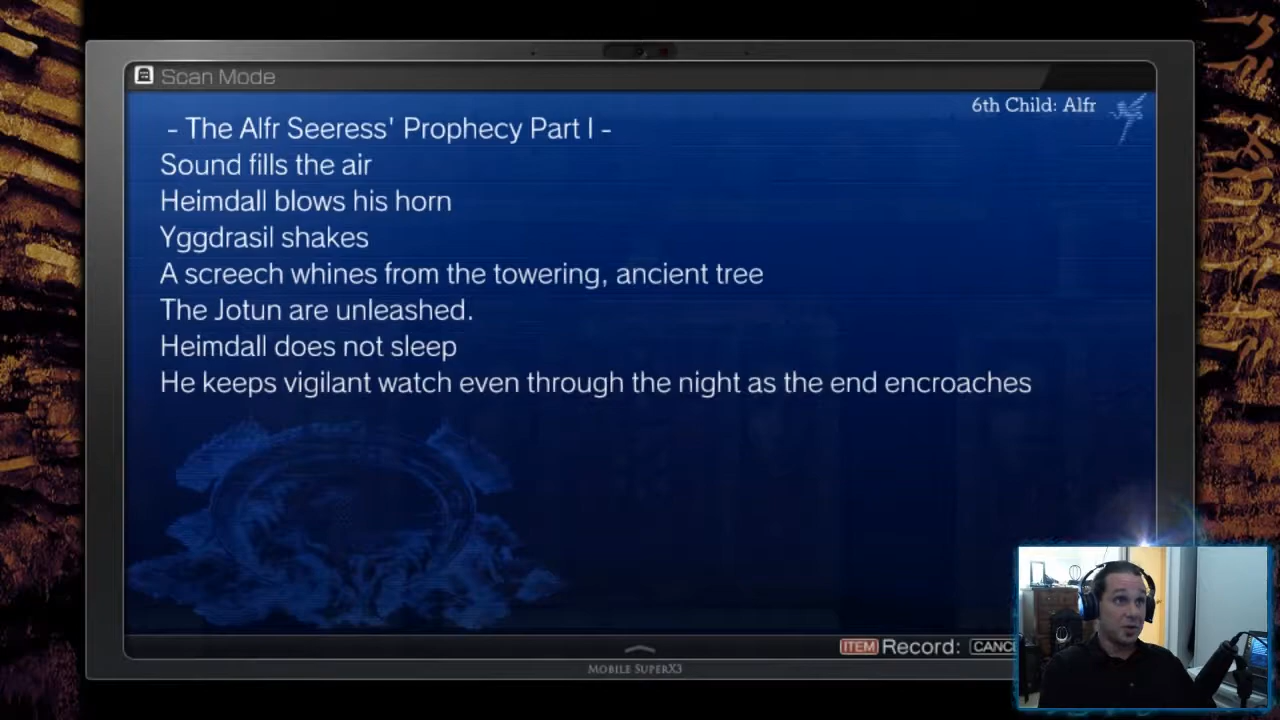 Scan Mode
6th Child: Alfr
- The Alfr Seeress' Prophecy Part I -
Sound fills the air
Heimdall blows his horn
Yggdrasil shakes
A screech whines from the towering, ancient tree
The Jotun are unleashed.
Heimdall does not sleep
He keeps vigilant watch even through the night as the end encroaches
ITEM Record:
MOBILE SUPERX3